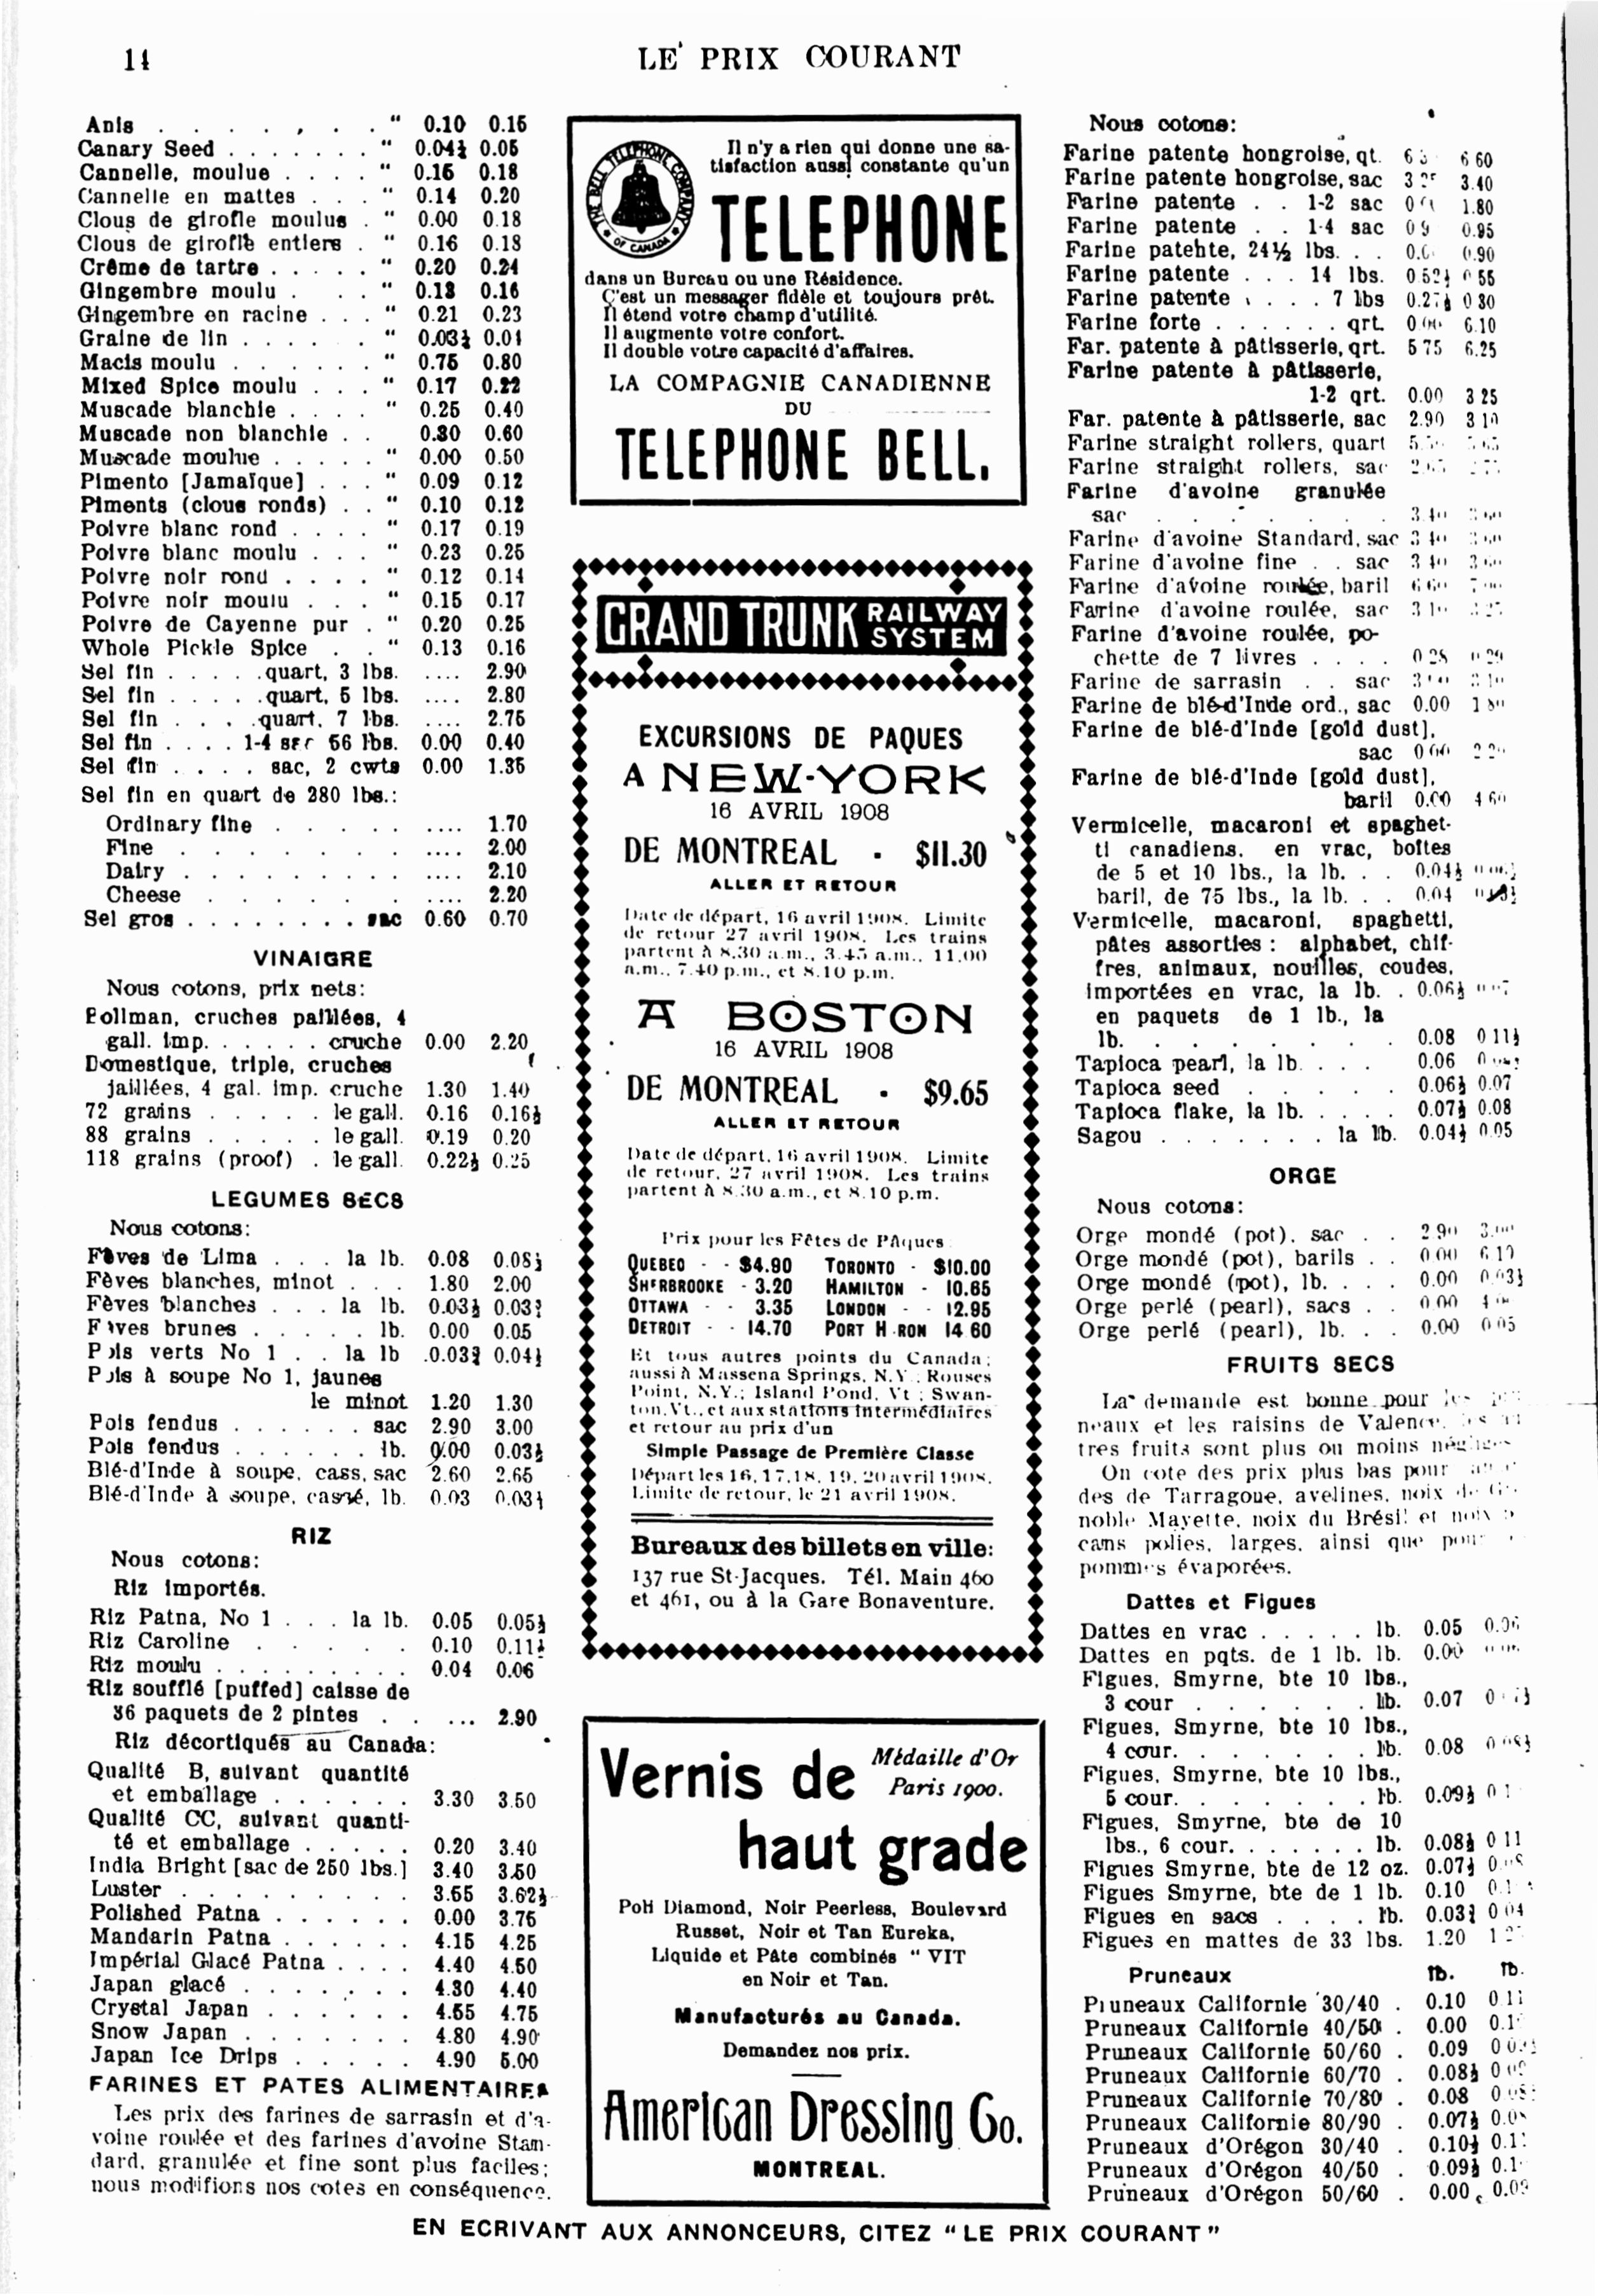 14
LE PRIX COURANT
Anis . . . . . . . " 0.10 0.15
Canary Seed . . . . . . . " 0.04½ 0.05
Cannelle, moulue . . . . " 0.16 0.18
Cannelle en mattes . . . " 0.14 0.20
Clous de girofle moulus . " 0.00 0.18
Clous de girofle entiers . " 0.16 0.18
Crême de tartre . . . . . " 0.20 0.24
Gingembre moulu . . . " 0.13 0.16
Gingembre en racine . . . " 0.21 0.23
Graine de lin . . . . . . " 0.03½ 0.04
Macis moulu . . . . . . " 0.75 0.80
Mixed Spice moulu . . . " 0.17 0.22
Muscade blanchie . . . . " 0.25 0.40
Muscade non blanchie . . 0.30 0.60
Muscade moulue . . . . . " 0.00 0.50
Pimento [Jamaïque] . . . " 0.09 0.12
Piments (clous ronds) . . " 0.10 0.12
Poivre blanc rond . . . . " 0.17 0.19
Poivre blanc moulu . . . " 0.23 0.25
Poivre noir rond . . . . " 0.12 0.14
Poivre noir moulu . . . " 0.15 0.17
Poivre de Cayenne pur . " 0.20 0.25
Whole Pickle Spice . . " 0.13 0.16
Sel fin . . . . . quart, 3 lbs. .... 2.90
Sel fin . . . . . quart, 5 lbs. .... 2.80
Sel fin . . . . quart, 7 lbs. .... 2.75
Sel fin . . . . 1-4 sac 56 lbs. 0.00 0.40
Sel fin . . . . sac, 2 cwts 0.00 1.35
Sel fin en quart de 280 lbs.:
Ordinary fine . . . . . .... 1.70
Fine . . . . . . . . .... 2.00
Dairy . . . . . . . . .... 2.10
Cheese . . . . . . . .... 2.20
Sel gros . . . . . . . . sac 0.60 0.70
VINAIGRE
Nous cotons, prix nets:
Bollman, cruches paillées, 4
gall. imp. . . . . . cruche 0.00 2.20
Domestique, triple, cruches
jaillées, 4 gal. imp. cruche 1.30 1.40
72 grains . . . . . le gall. 0.16 0.16½
88 grains . . . . . le gall. 0.19 0.20
118 grains (proof) . le gall. 0.22½ 0.25
LEGUMES SECS
Nous cotons:
Fèves de Lima . . . la lb. 0.08 0.08½
Fèves blanches, minot . . . 1.80 2.00
Fèves blanches . . . la lb. 0.03½
Fèves brunes . . . . . lb. 0.00 0.05
Pois verts No 1 . . la lb .0.03¾ 0.04½
Pois à soupe No 1, jaunes
le minot 1.20 1.30
Pois fendus . . . . . . sac 2.90 3.00
Pois fendus . . . . . . lb. 0.00 0.03½
Blé-d'Inde à soupe, cass, sac 2.60 2.65
Blé-d'Inde à soupe, cassé, lb. 0.03 0.03½
RIZ
Nous cotons:
Riz importés.
Riz Patna, No 1 . . . la lb. 0.05 0.05½
Riz Caroline . . . . . 0.10 0.11½
Riz moulu . . . . . . . . . 0.04 0.06
Riz soufflé [puffed] caisse de
36 paquets de 2 pintes . . ... 2.90
Riz décortiqués au Canada:
Qualité B, suivant quantité
et emballage . . . . . . 3.30 3.50
Qualité CC, suivant quanti-
té et emballage . . . . . 0.20 3.40
India Bright [sac de 250 lbs.] 3.40 3.50
Luster . . . . . . . . . 3.55 3.62½
Polished Patna . . . . . . 0.00 3.75
Mandarin Patna . . . . . . 4.15 4.25
Impérial Glacé Patna . . . . 4.40 4.50
Japan glacé . . . . . . . 4.30 4.40
Crystal Japan . . . . . . 4.55 4.75
Snow Japan . . . . . . . 4.80 4.90
Japan Ice Drips . . . . . 4.90 5.00
FARINES ET PATES ALIMENTAIRES
Les prix des farines de sarrasin et d'a-
voine roulée et des farines d'avoine Stan-
dard, granulée et fine sont plus faciles;
nous modifions nos cotes en conséquence.
THE BELL TELEPHONE COMPANY OF CANADA
Il n'y a rien qui donne une sa-
tisfaction aussi constante qu'un
TELEPHONE
dans un Bureau ou une Résidence.
C'est un messager fidèle et toujours prêt.
Il étend votre champ d'utilité.
Il augmente votre confort.
Il double votre capacité d'affaires.
LA COMPAGNIE CANADIENNE
DU
TELEPHONE BELL.
GRAND TRUNK RAILWAY SYSTEM
EXCURSIONS DE PAQUES
A NEW-YORK
16 AVRIL 1908
DE MONTREAL - $11.30
ALLER ET RETOUR
Date de départ, 16 avril 1908. Limite
de retour 27 avril 1908. Les trains
partent à 8.30 a.m., 3.45 a.m., 11.00
a.m., 7.40 p.m., et 8.10 p.m.
A BOSTON
16 AVRIL 1908
DE MONTREAL - $9.65
ALLER ET RETOUR
Date de départ, 16 avril 1908. Limite
de retour, 27 avril 1908. Les trains
partent à 8.30 a.m., et 8.10 p.m.
Prix pour les Fêtes de Pâques
QUEBEC - - $4.90 TORONTO - $10.00
SHERBROOKE - 3.20 HAMILTON - 10.65
OTTAWA - - 3.35 LONDON - - 12.95
DETROIT - - 14.70 PORT HURON 14.60
Et tous autres points du Canada;
aussi à Massena Springs, N.Y.; Rouses
Point, N.Y.; Island Pond, Vt.; Swan-
ton, Vt., et aux stations intermédiaires
et retour au prix d'un
Simple Passage de Première Classe
Départ les 16, 17, 18, 19, 20 avril 1908.
Limite de retour, le 21 avril 1908.
Bureaux des billets en ville:
137 rue St-Jacques. Tél. Main 460
et 461, ou à la Gare Bonaventure.
Vernis de
Médaille d'Or
Paris 1900.
haut grade
Poli Diamond, Noir Peerless, Boulevard
Russet, Noir et Tan Eureka,
Liquide et Pâte combinés " VIT
en Noir et Tan.
Manufacturés au Canada.
Demandez nos prix.
American Dressing Co.
MONTREAL.
Nous cotons:
Farine patente hongroise, qt. 6 60
Farine patente hongroise, sac 3.40
Farine patente . . 1-2 sac 1.80
Farine patente . . 1-4 sac 0.95
Farine patente, 24½ lbs. . . 0.90
Farine patente . . . 14 lbs. 0 52½ 0 55
Farine patente . . . . 7 lbs 0.27½ 0 30
Farine forte . . . . . . qrt. 6.10
Far. patente à pâtisserie, qrt. 5 75 6.25
Farine patente à pâtisserie,
1-2 qrt. 0.00 3 25
Far. patente à pâtisserie, sac 2.90 3 10
Farine straight rollers, quart
Farine straight rollers, sac
Farine d'avoine granulée
sac . . . . . . . 3.40
Farine d'avoine Standard, sac 3 40
Farine d'avoine fine . . sac 3 40
Farine d'avoine roulée, baril 6.60
Farine d'avoine roulée, sac 3 10
Farine d'avoine roulée, po-
chette de 7 livres . . . . 0 28 0 29
Farine de sarrasin . . sac
Farine de blé-d'Inde ord., sac 0.00 1 80
Farine de blé-d'Inde [gold dust],
sac 0 00
Farine de blé-d'Inde [gold dust],
baril 0.00 4 60
Vermicelle, macaroni et spaghet-
ti canadiens, en vrac, boîtes
de 5 et 10 lbs., la lb. . . 0.04½
baril, de 75 lbs., la lb. . . 0.04
Vermicelle, macaroni, spaghetti,
pâtes assorties : alphabet, chif-
fres, animaux, nouilles, coudes,
importées en vrac, la lb. . 0.06½
en paquets de 1 lb., la
lb. . . . . . . . . 0.08 0 11½
Tapioca pearl, la lb. . . . 0.06
Tapioca seed . . . . . 0.06½ 0.07
Tapioca flake, la lb. . . . . 0.07½ 0.08
Sagou . . . . . . . la lb. 0.04½ 0.05
ORGE
Nous cotons:
Orge mondé (pot), sac . . 2.90 3.00
Orge mondé (pot), barils . . 0 00 6.10
Orge mondé (pot), lb. . . . 0.00 0.03½
Orge perlé (pearl), sacs . . 0 00
Orge perlé (pearl), lb. . . 0.00 0 05
FRUITS SECS
La demande est bonne pour les
neaux et les raisins de Valence,
tres fruits sont plus ou moins
On cote des prix plus bas pour
des de Tarragone, avelines, noix de
noble Mayette, noix du Brésil et noix
cans polies, larges, ainsi que pour
pommes évaporées.
Dattes et Figues
Dattes en vrac . . . . . lb. 0.05 0.06
Dattes en pqts. de 1 lb. lb. 0.00
Figues, Smyrne, bte 10 lbs.,
3 cour . . . . . . lb. 0.07
Figues, Smyrne, bte 10 lbs.,
4 cour. . . . . . . lb. 0.08 0 08½
Figues, Smyrne, bte 10 lbs.,
5 cour. . . . . . . lb. 0.09½
Figues, Smyrne, bte de 10
lbs., 6 cour. . . . . . . lb. 0.08½ 0 11
Figues Smyrne, bte de 12 oz. 0.07½
Figues Smyrne, bte de 1 lb. 0.10
Figues en sacs . . . . lb. 0.03¾ 0 04
Figues en mattes de 33 lbs. 1.20
Pruneaux lb. lb.
Pruneaux Californie 30/40 . 0.10 0 11
Pruneaux Californie 40/50 . 0.00
Pruneaux Californie 50/60 . 0.09
Pruneaux Californie 60/70 . 0.08½
Pruneaux Californie 70/80 . 0.08
Pruneaux Californie 80/90 . 0.07½
Pruneaux d'Orégon 30/40 . 0.10½
Pruneaux d'Orégon 40/50 . 0.09½
Pruneaux d'Orégon 50/60 . 0.00 0.09
EN ECRIVANT AUX ANNONCEURS, CITEZ "LE PRIX COURANT"